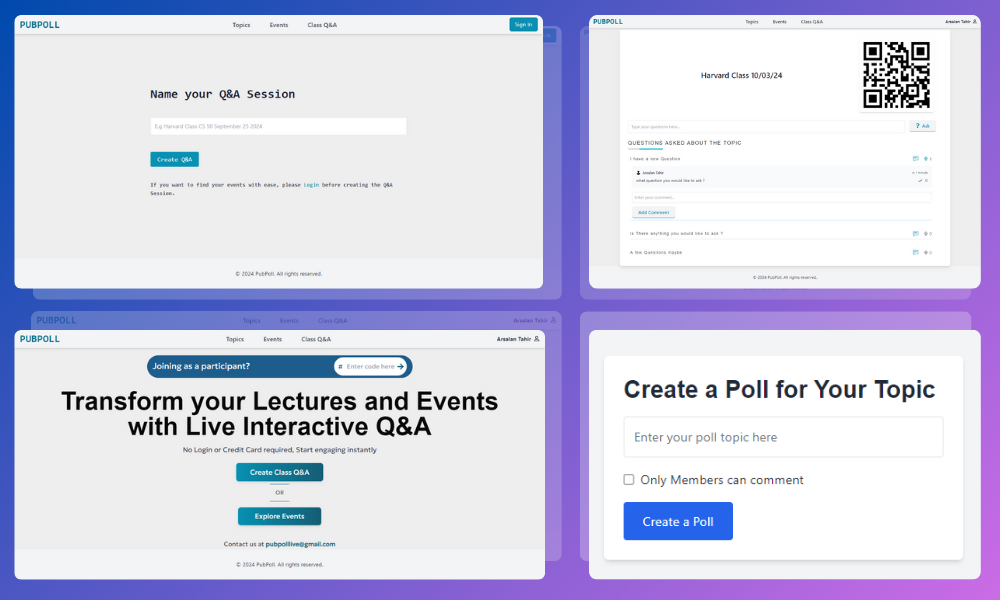 PUBPOLL
Topics Events Class Q&A
Sign In
Name your Q&A Session
E.g Harvard Class CS 50 September 25-2024
Create Q&A
If you want to find your events with ease, please Login before creating the Q&A
Session.
© 2024 PubPoll. All rights reserved.
PUBPOLL
Topics Events Class Q&A
Arsalan Tahir
Harvard Class 10/03/24
Type your questions here...
? Ask
QUESTIONS ASKED ABOUT THE TOPIC
I have a new Question
1
Arsalan Tahir
what question you would like to ask ?
Enter your comment...
Add Comment
Is There anything you would like to ask ?
0
A few Questions maybe
0
© 2024 PubPoll. All rights reserved.
PUBPOLL
Topics Events Class Q&A
Arsalan Tahir
PUBPOLL
Topics Events Class Q&A
Arsalan Tahir
Joining as a participant?
# Enter code here
Transform your Lectures and Events
with Live Interactive Q&A
No Login or Credit Card required, Start engaging instantly
Create Class Q&A
OR
Explore Events
Contact us at pubpolllive@gmail.com
© 2024 PubPoll. All rights reserved.
Create a Poll for Your Topic
Enter your poll topic here
Only Members can comment
Create a Poll